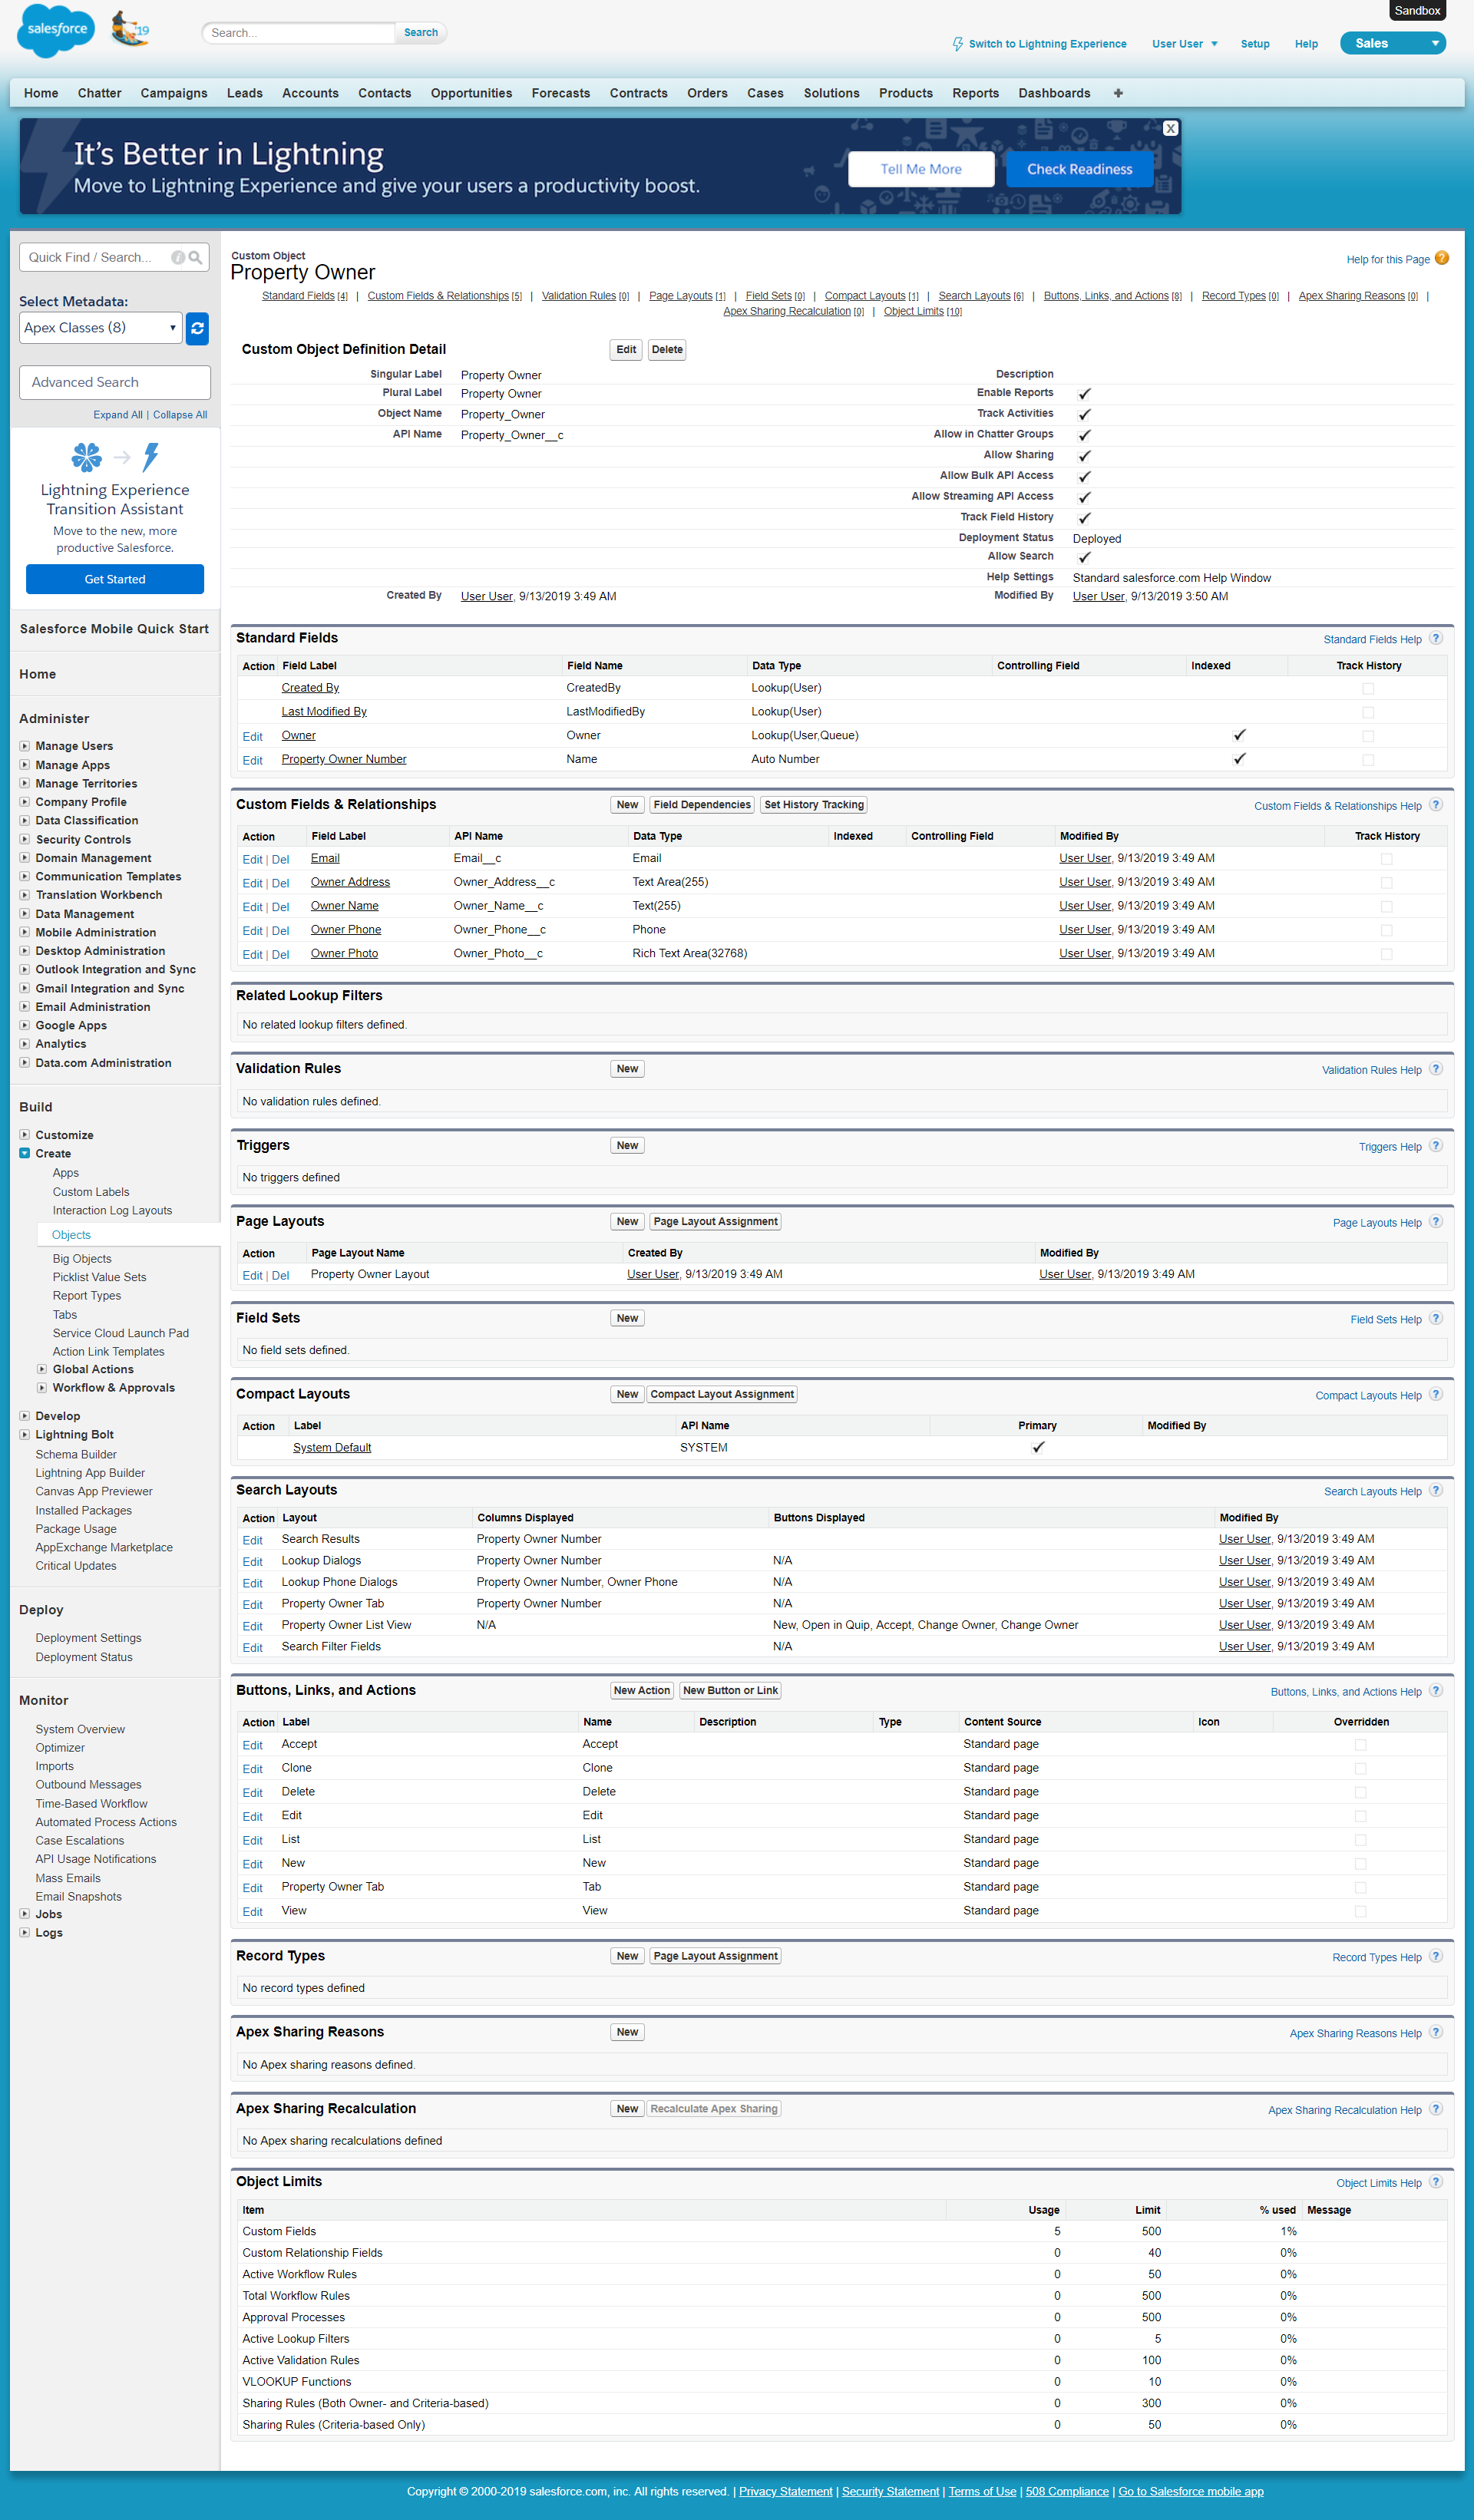 Sandbox
salesforce
'19
Search...
Search
Switch to Lightning Experience
User User
Setup
Help
Sales
Home Chatter Campaigns Leads Accounts Contacts Opportunities Forecasts Contracts Orders Cases Solutions Products Reports Dashboards +
It's Better in Lightning
Move to Lightning Experience and give your users a productivity boost.
Tell Me More
Check Readiness
X
Quick Find / Search...
Select Metadata:
Apex Classes (8)
Advanced Search
Expand All | Collapse All
Lightning Experience
Transition Assistant
Move to the new, more
productive Salesforce.
Get Started
Salesforce Mobile Quick Start
Home
Administer
Manage Users
Manage Apps
Manage Territories
Company Profile
Data Classification
Security Controls
Domain Management
Communication Templates
Translation Workbench
Data Management
Mobile Administration
Desktop Administration
Outlook Integration and Sync
Gmail Integration and Sync
Email Administration
Google Apps
Analytics
Data.com Administration
Build
Customize
Create
Apps
Custom Labels
Interaction Log Layouts
Objects
Big Objects
Picklist Value Sets
Report Types
Tabs
Service Cloud Launch Pad
Action Link Templates
Global Actions
Workflow & Approvals
Develop
Lightning Bolt
Schema Builder
Lightning App Builder
Canvas App Previewer
Installed Packages
Package Usage
AppExchange Marketplace
Critical Updates
Deploy
Deployment Settings
Deployment Status
Monitor
System Overview
Optimizer
Imports
Outbound Messages
Time-Based Workflow
Automated Process Actions
Case Escalations
API Usage Notifications
Mass Emails
Email Snapshots
Jobs
Logs
Custom Object
Property Owner
Help for this Page
Standard Fields [4] | Custom Fields & Relationships [5] | Validation Rules [0] | Page Layouts [1] | Field Sets [0] | Compact Layouts [1] | Search Layouts [6] | Buttons, Links, and Actions [8] | Record Types [0] | Apex Sharing Reasons [0] |
Apex Sharing Recalculation [0] | Object Limits [10]
Custom Object Definition Detail Edit Delete
Singular Label Property Owner Description
Plural Label Property Owner Enable Reports
Object Name Property_Owner Track Activities
API Name Property_Owner__c Allow in Chatter Groups
Allow Sharing
Allow Bulk API Access
Allow Streaming API Access
Track Field History
Deployment Status Deployed
Allow Search
Help Settings Standard salesforce.com Help Window
Created By User User, 9/13/2019 3:49 AM Modified By User User, 9/13/2019 3:50 AM
Standard Fields Standard Fields Help ?
Action Field Label Field Name Data Type Controlling Field Indexed Track History
Created By CreatedBy Lookup(User)
Last Modified By LastModifiedBy Lookup(User)
Edit Owner Owner Lookup(User,Queue)
Edit Property Owner Number Name Auto Number
Custom Fields & Relationships New Field Dependencies Set History Tracking Custom Fields & Relationships Help ?
Action Field Label API Name Data Type Indexed Controlling Field Modified By Track History
Edit | Del Email Email__c Email User User, 9/13/2019 3:49 AM
Edit | Del Owner Address Owner_Address__c Text Area(255) User User, 9/13/2019 3:49 AM
Edit | Del Owner Name Owner_Name__c Text(255) User User, 9/13/2019 3:49 AM
Edit | Del Owner Phone Owner_Phone__c Phone User User, 9/13/2019 3:49 AM
Edit | Del Owner Photo Owner_Photo__c Rich Text Area(32768) User User, 9/13/2019 3:49 AM
Related Lookup Filters
No related lookup filters defined.
Validation Rules New Validation Rules Help ?
No validation rules defined.
Triggers New Triggers Help ?
No triggers defined
Page Layouts New Page Layout Assignment Page Layouts Help ?
Action Page Layout Name Created By Modified By
Edit | Del Property Owner Layout User User, 9/13/2019 3:49 AM User User, 9/13/2019 3:49 AM
Field Sets New Field Sets Help ?
No field sets defined.
Compact Layouts New Compact Layout Assignment Compact Layouts Help ?
Action Label API Name Primary Modified By
System Default SYSTEM
Search Layouts Search Layouts Help ?
Action Layout Columns Displayed Buttons Displayed Modified By
Edit Search Results Property Owner Number User User, 9/13/2019 3:49 AM
Edit Lookup Dialogs Property Owner Number N/A User User, 9/13/2019 3:49 AM
Edit Lookup Phone Dialogs Property Owner Number, Owner Phone N/A User User, 9/13/2019 3:49 AM
Edit Property Owner Tab Property Owner Number N/A User User, 9/13/2019 3:49 AM
Edit Property Owner List View N/A New, Open in Quip, Accept, Change Owner, Change Owner User User, 9/13/2019 3:49 AM
Edit Search Filter Fields N/A User User, 9/13/2019 3:49 AM
Buttons, Links, and Actions New Action New Button or Link Buttons, Links, and Actions Help ?
Action Label Name Description Type Content Source Icon Overridden
Edit Accept Accept Standard page
Edit Clone Clone Standard page
Edit Delete Delete Standard page
Edit Edit Edit Standard page
Edit List List Standard page
Edit New New Standard page
Edit Property Owner Tab Tab Standard page
Edit View View Standard page
Record Types New Page Layout Assignment Record Types Help ?
No record types defined
Apex Sharing Reasons New Apex Sharing Reasons Help ?
No Apex sharing reasons defined.
Apex Sharing Recalculation New Recalculate Apex Sharing Apex Sharing Recalculation Help ?
No Apex sharing recalculations defined
Object Limits Object Limits Help ?
Item Usage Limit % used Message
Custom Fields 5 500 1%
Custom Relationship Fields 0 40 0%
Active Workflow Rules 0 50 0%
Total Workflow Rules 0 500 0%
Approval Processes 0 500 0%
Active Lookup Filters 0 5 0%
Active Validation Rules 0 100 0%
VLOOKUP Functions 0 10 0%
Sharing Rules (Both Owner- and Criteria-based) 0 300 0%
Sharing Rules (Criteria-based Only) 0 50 0%
Copyright © 2000-2019 salesforce.com, inc. All rights reserved. | Privacy Statement | Security Statement | Terms of Use | 508 Compliance | Go to Salesforce mobile app